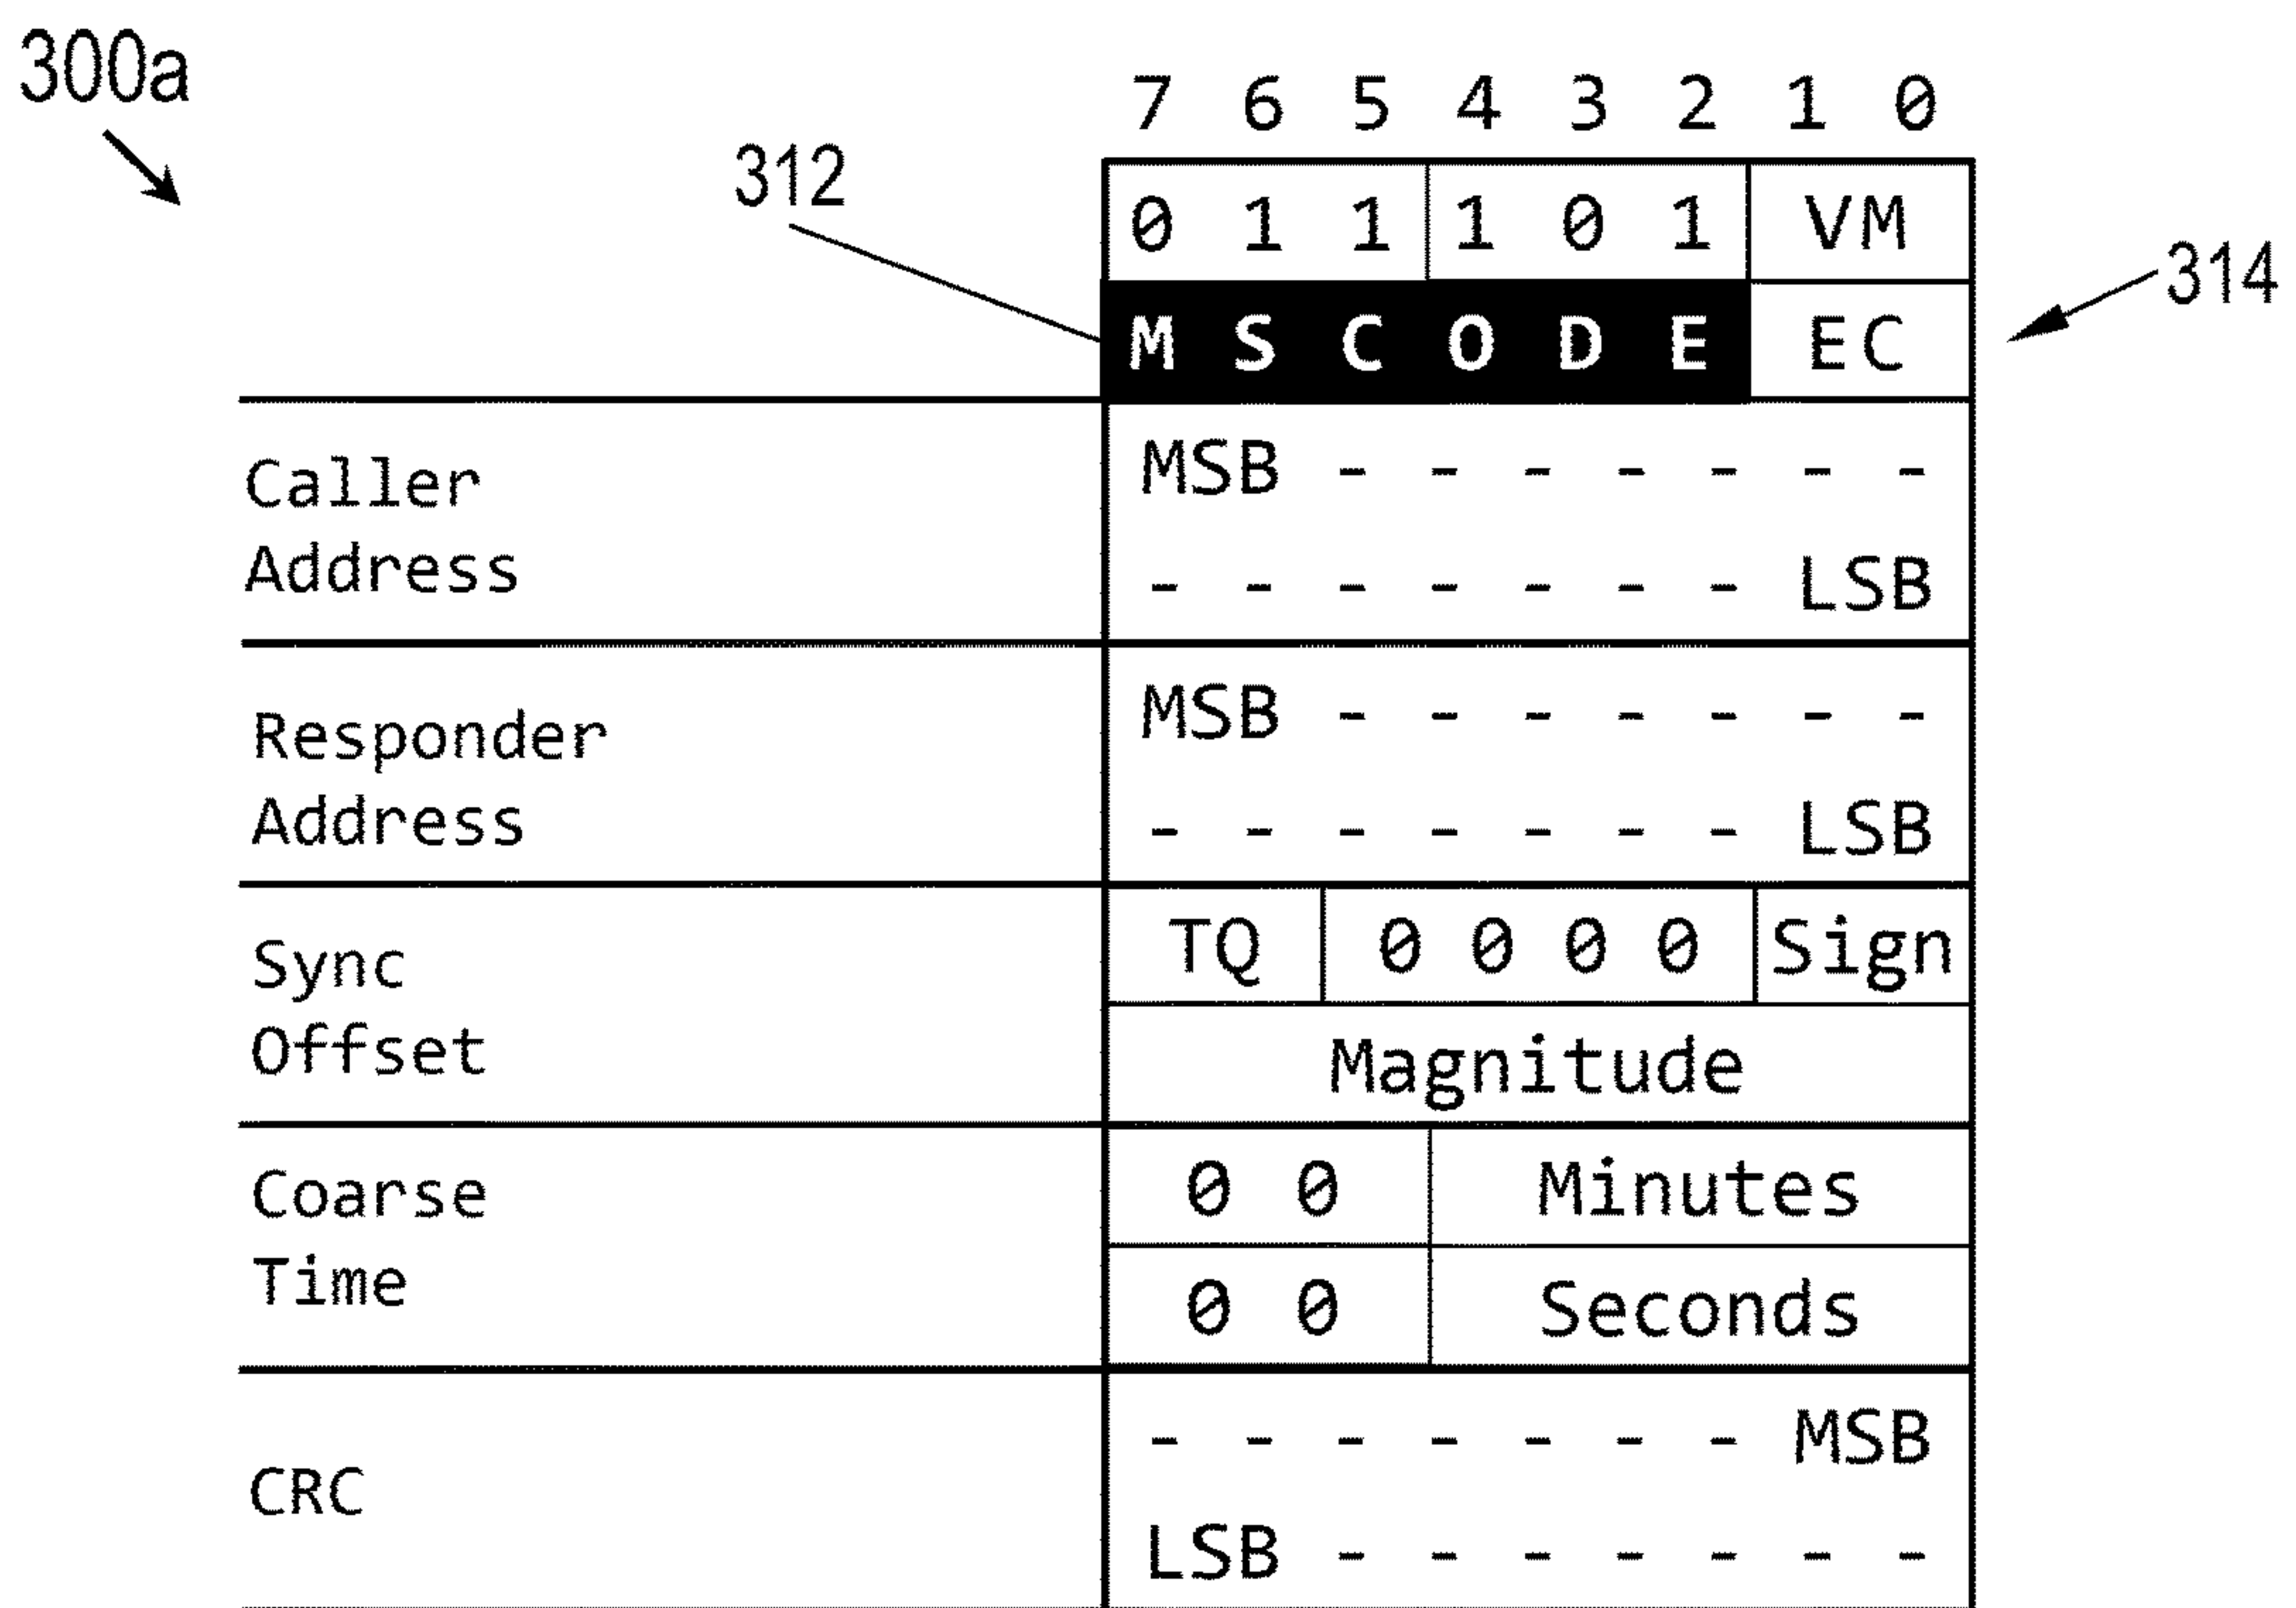 300a
7 6 5 4 3 2 1 0
312
0 1 1 1 0 1 VM
314
M S C O D E EC
Caller
Address
MSB - - - - - - -
- - - - - - - LSB
Responder
Address
MSB - - - - - - -
- - - - - - - LSB
Sync
Offset
TQ 0 0 0 0 Sign
Magnitude
Coarse
Time
0 0 Minutes
0 0 Seconds
CRC
- - - - - - - MSB
LSB - - - - - - -